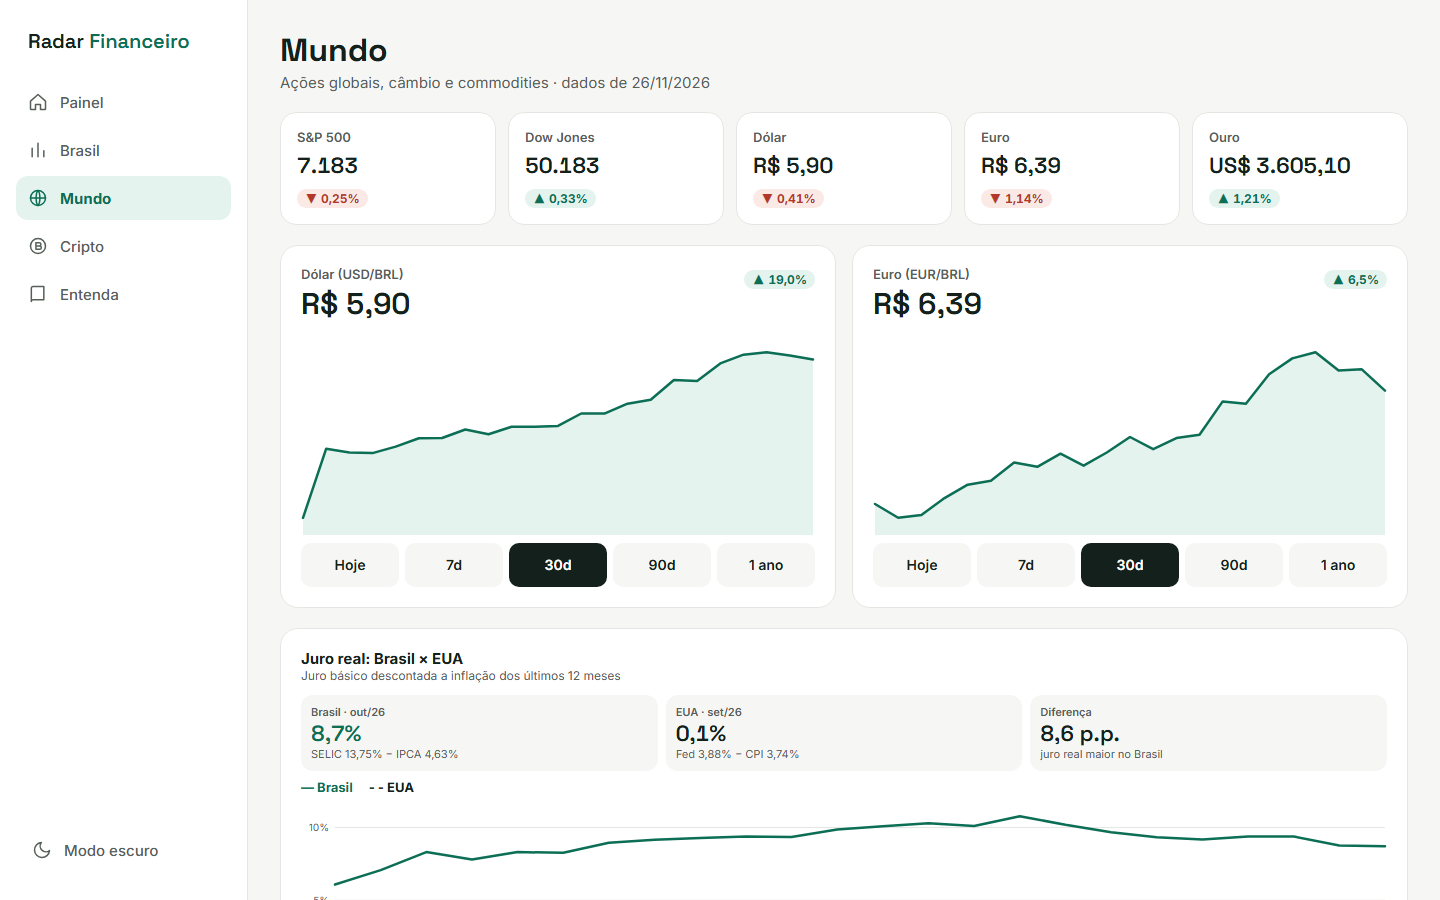 Radar Financeiro
Painel
Brasil
Mundo
Cripto
Entenda
Modo escuro
Mundo
Ações globais, câmbio e commodities · dados de 26/11/2026
S&P 500
7.183
▼ 0,25%
Dow Jones
50.183
▲ 0,33%
Dólar
R$ 5,90
▼ 0,41%
Euro
R$ 6,39
▼ 1,14%
Ouro
US$ 3.605,10
▲ 1,21%
Dólar (USD/BRL)
R$ 5,90
▲ 19,0%
Hoje
7d
30d
90d
1 ano
Euro (EUR/BRL)
R$ 6,39
▲ 6,5%
Hoje
7d
30d
90d
1 ano
Juro real: Brasil × EUA
Juro básico descontada a inflação dos últimos 12 meses
Brasil · out/26
8,7%
SELIC 13,75% − IPCA 4,63%
EUA · set/26
0,1%
Fed 3,88% − CPI 3,74%
Diferença
8,6 p.p.
juro real maior no Brasil
— Brasil
- - EUA
10%
5%